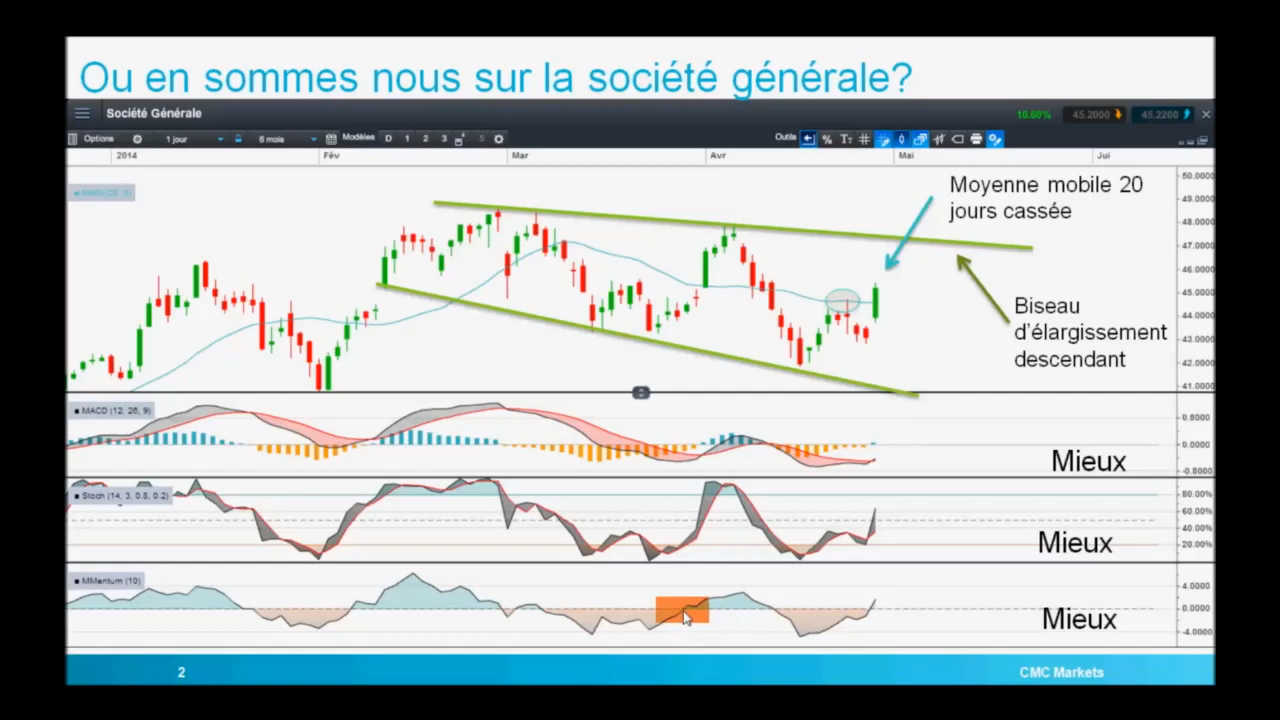 Ou en sommes nous sur la société générale?
Société Générale
10.60%
45.2000
45.2200
Options
1 jour
6 mois
Modèles
D 1 2 3
S
Outils
2014
Fév
Mar
Avr
Mai
Jui
50.0000
49.0000
48.0000
47.0000
46.0000
45.0000
44.0000
43.0000
42.0000
41.0000
Moyenne mobile 20
jours cassée
Biseau
d’élargissement
descendant
MACD (12, 26, 9)
0.8000
0.0000
-0.8000
Mieux
Stoch (14, 3, 0.8, 0.2)
80.00%
60.00%
40.00%
20.00%
Mieux
MMentum (10)
4.0000
0.0000
-4.0000
Mieux
2
CMC Markets